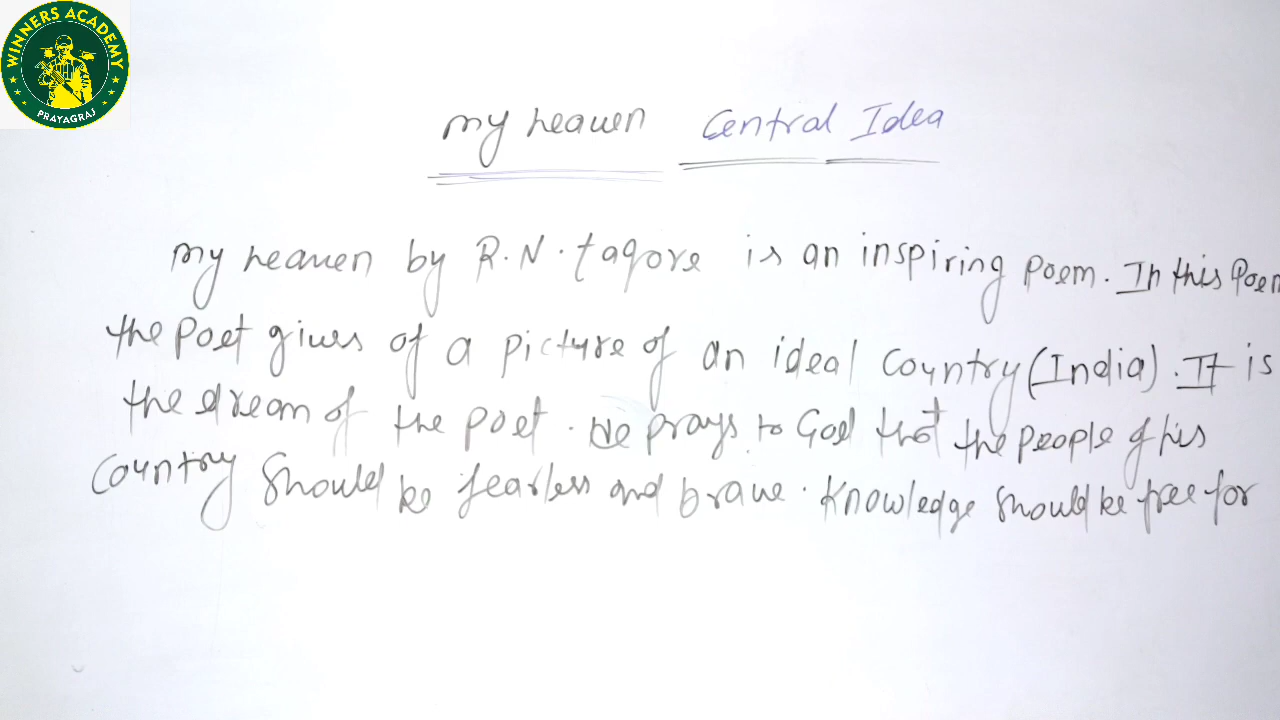 WINNERS ACADEMY
PRAYAGRAJ
my heaven Central Idea
my heaven by R.N. tagore is an inspiring poem. In this Poem
the Poet gives of a picture of an ideal country (India). It is
the dream of the poet. He prays to God that the people of his
country should be fearless and brave. Knowledge should be free for